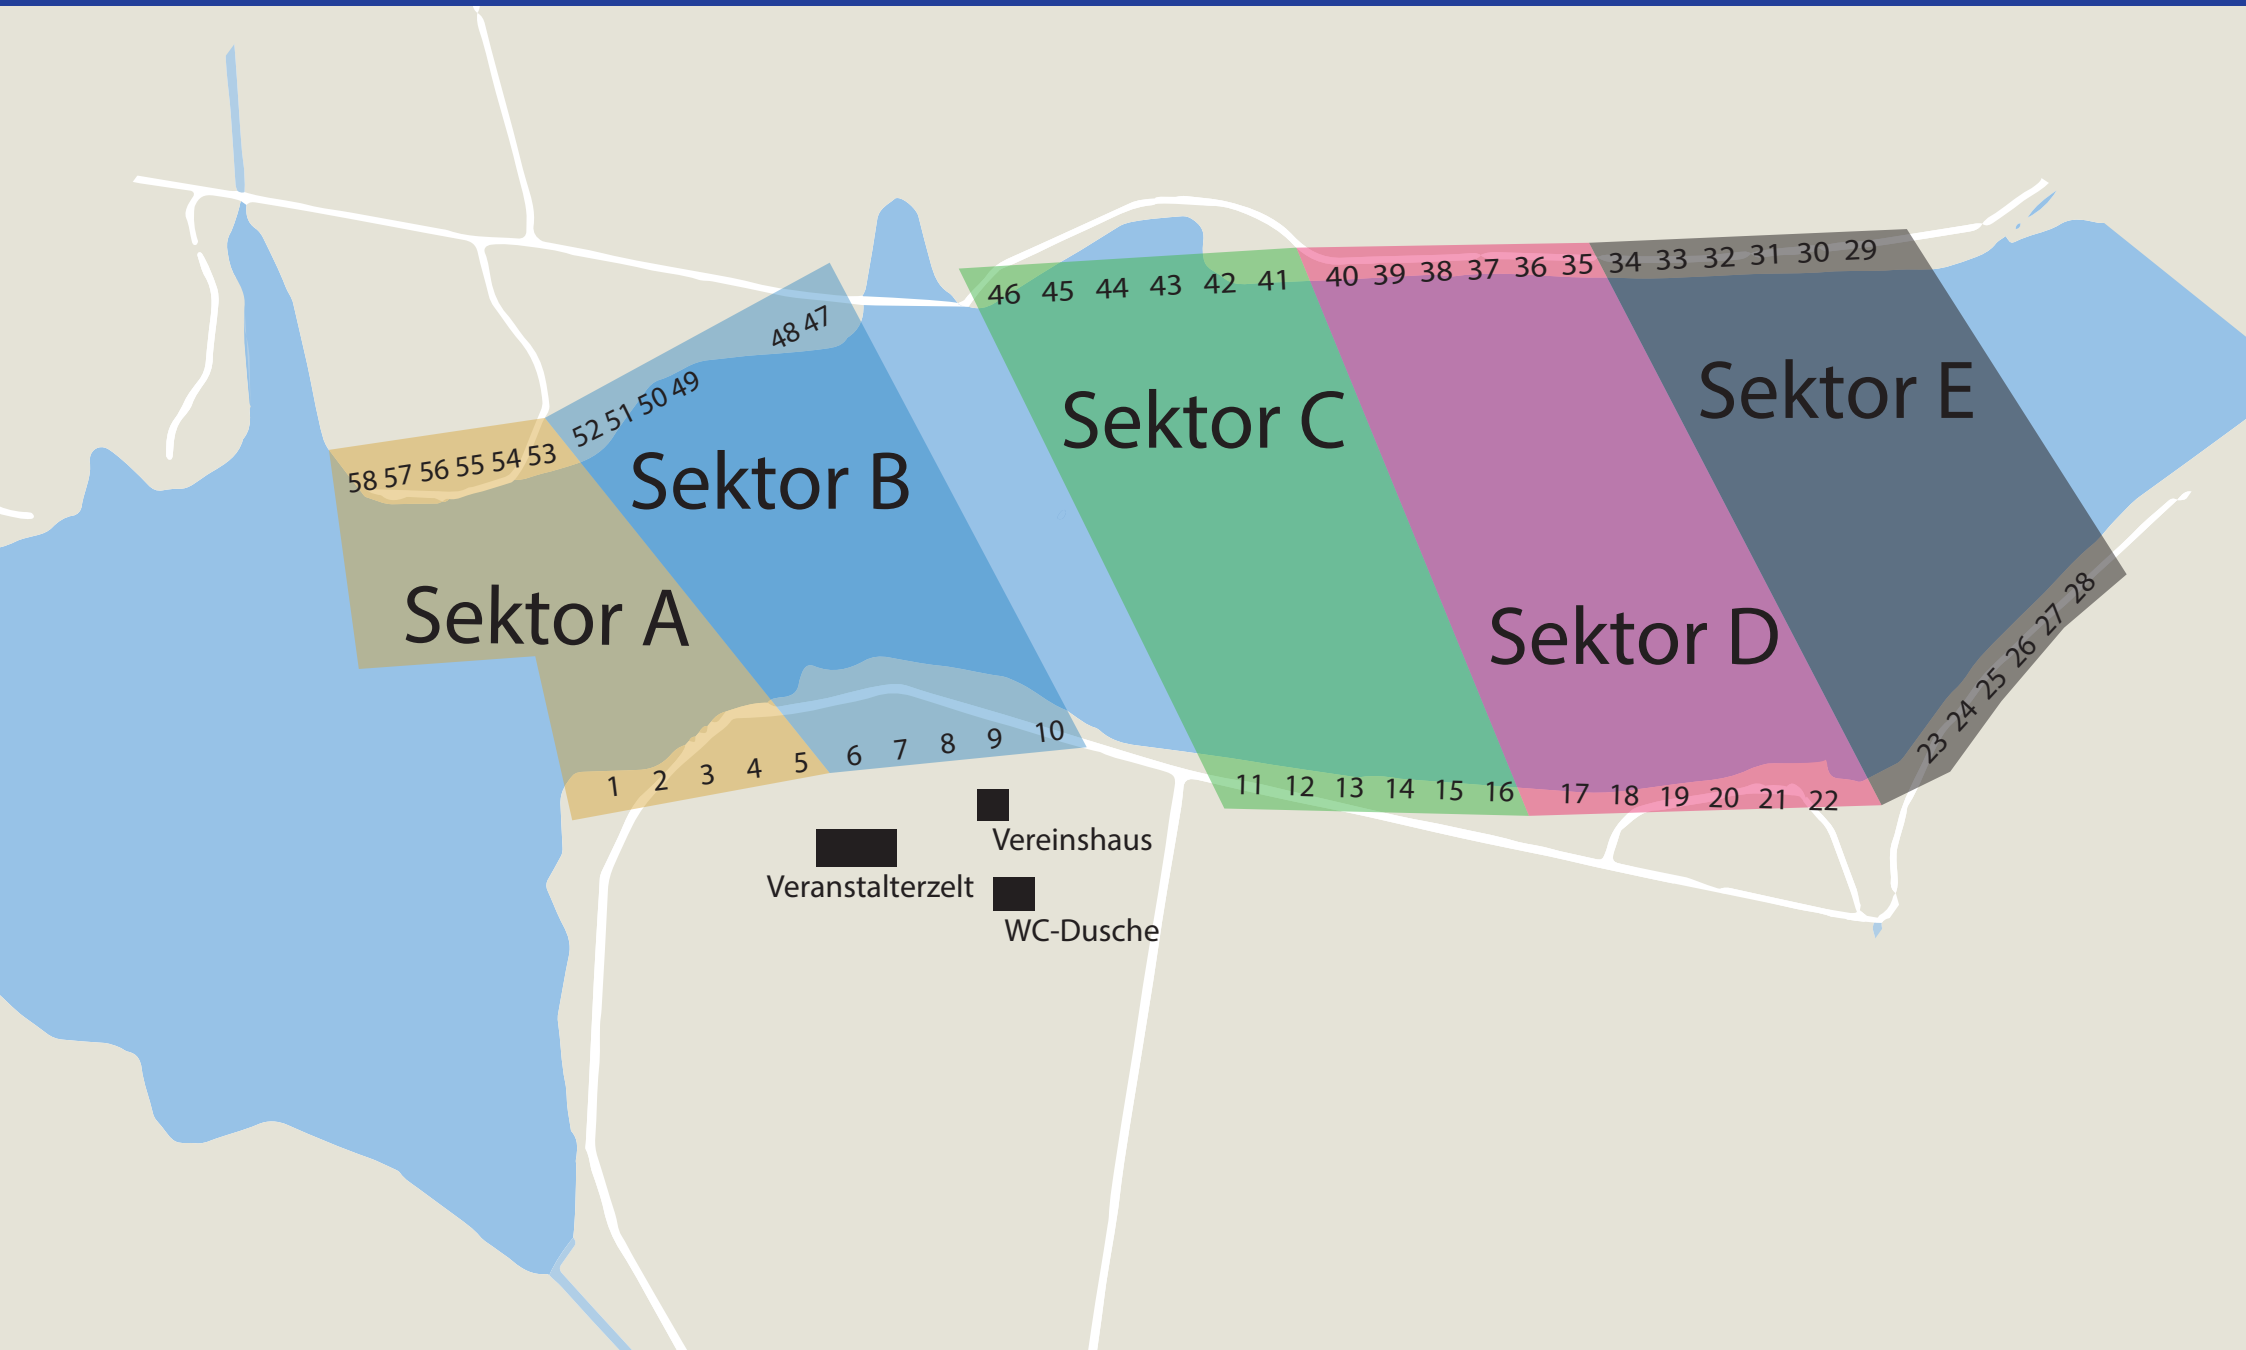 34 33 32 31 30 29
40 39 38 37 36 35
46 45 44 43 42 41
48 47
52 51 50 49
58 57 56 55 54 53
Sektor A
Sektor B
Sektor C
Sektor D
Sektor E
1 2 3 4 5
6 7 8 9 10
11 12 13 14 15 16
17 18 19 20 21 22
23 24 25 26 27 28
Vereinshaus
Veranstalterzelt
WC-Dusche